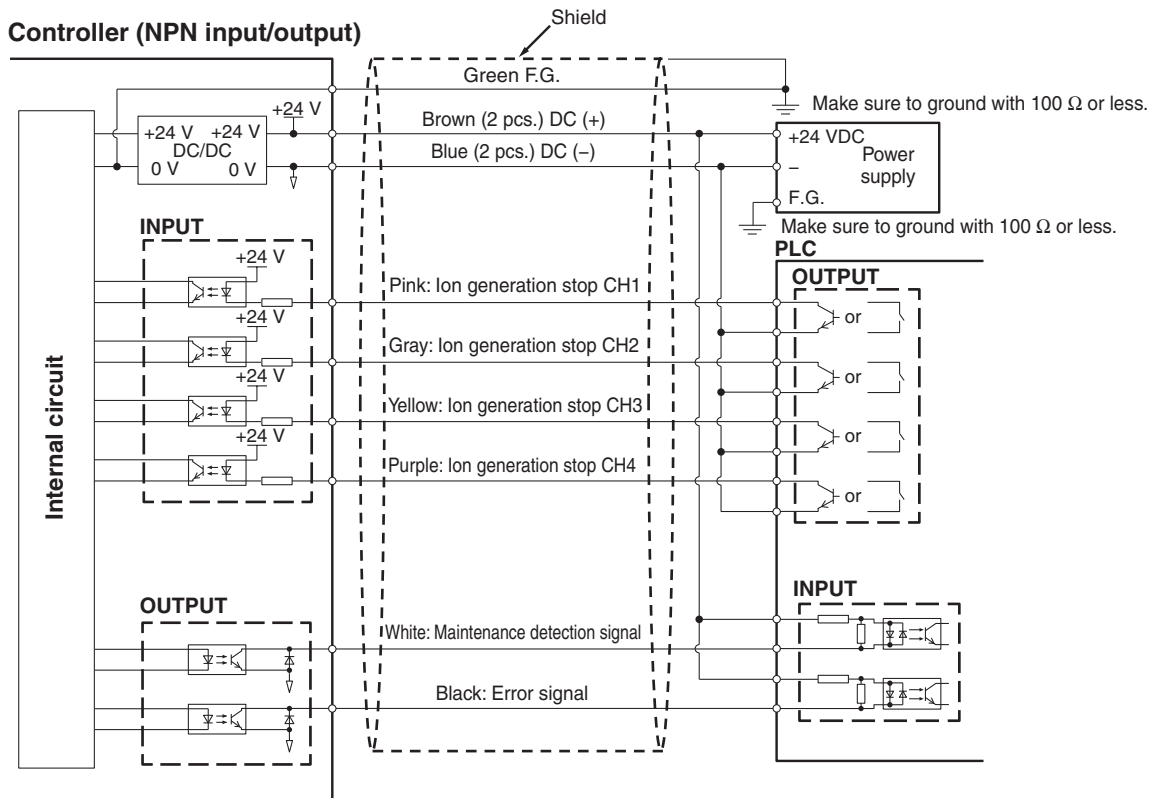 Shield
Controller (NPN input/output)
Green F.G.
+24 V
Make sure to ground with 100 Ω or less.
Brown (2 pcs.) DC (+)
+24 V +24 V
DC/DC
0 V 0 V
Blue (2 pcs.) DC (−)
+24 VDC
−
F.G.
Power
supply
Make sure to ground with 100 Ω or less.
INPUT
PLC
OUTPUT
+24 V
Pink: Ion generation stop CH1
or
+24 V
Gray: Ion generation stop CH2
or
+24 V
Yellow: Ion generation stop CH3
or
+24 V
Purple: Ion generation stop CH4
or
Internal circuit
INPUT
OUTPUT
White: Maintenance detection signal
Black: Error signal